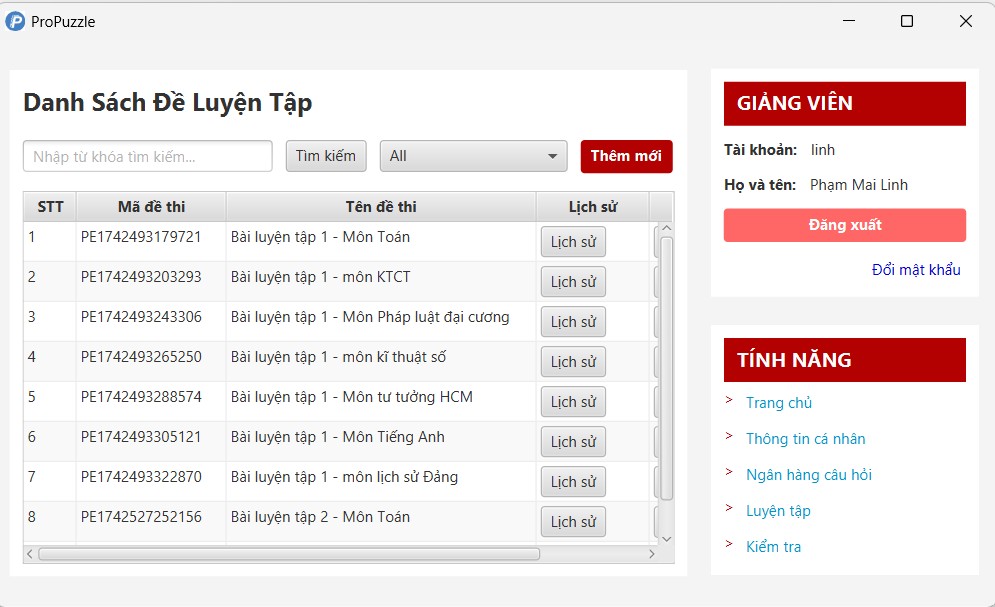 ProPuzzle
Danh Sách Đề Luyện Tập
Nhập từ khóa tìm kiếm...
Tìm kiếm
All
Thêm mới
STT Mã đề thi Tên đề thi Lịch sử
1 PE1742493179721 Bài luyện tập 1 - Môn Toán Lịch sử
2 PE1742493203293 Bài luyện tập 1 - môn KTCT Lịch sử
3 PE1742493243306 Bài luyện tập 1 - Môn Pháp luật đại cương Lịch sử
4 PE1742493265250 Bài luyện tập 1 - môn kĩ thuật số Lịch sử
5 PE1742493288574 Bài luyện tập 1 - Môn tư tưởng HCM Lịch sử
6 PE1742493305121 Bài luyện tập 1 - Môn Tiếng Anh Lịch sử
7 PE1742493322870 Bài luyện tập 1 - môn lịch sử Đảng Lịch sử
8 PE1742527252156 Bài luyện tập 2 - Môn Toán Lịch sử
GIẢNG VIÊN
Tài khoản: linh
Họ và tên: Phạm Mai Linh
Đăng xuất
Đổi mật khẩu
TÍNH NĂNG
> Trang chủ
> Thông tin cá nhân
> Ngân hàng câu hỏi
> Luyện tập
> Kiểm tra